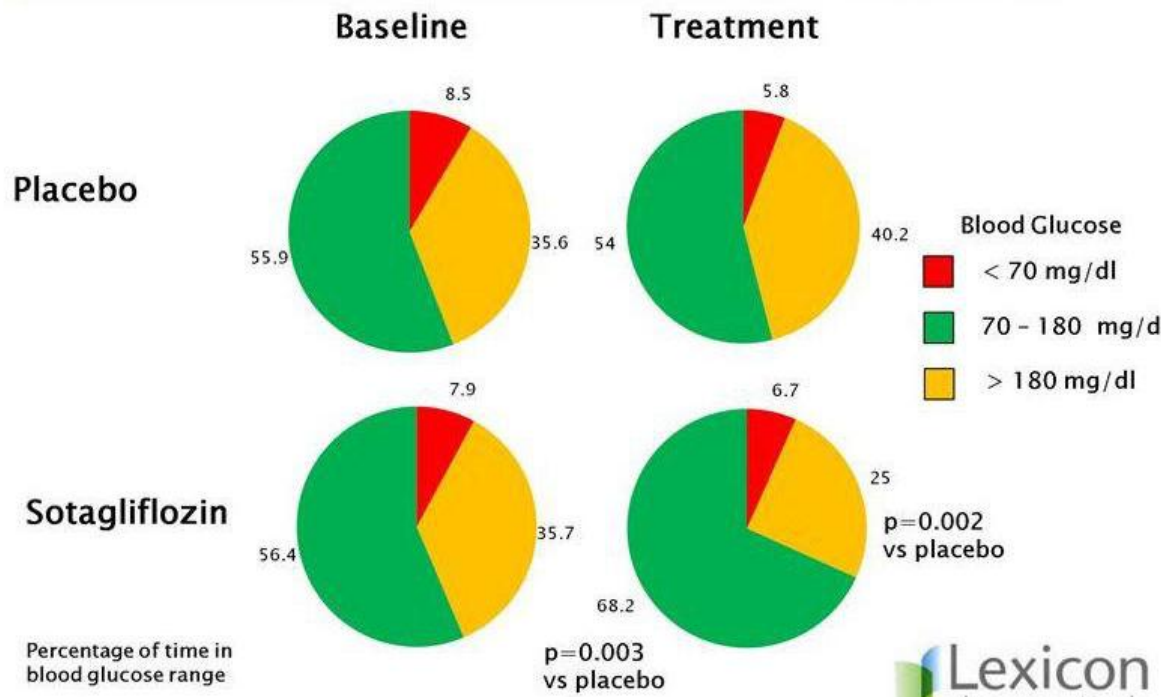 Baseline
Treatment
8.5
5.8
Placebo
55.9
35.6
54
40.2
Blood Glucose
< 70 mg/dl
70 – 180 mg/d
> 180 mg/dl
7.9
6.7
Sotagliflozin
56.4
35.7
25
p=0.002
vs placebo
68.2
Percentage of time in
blood glucose range
p=0.003
vs placebo
Lexicon